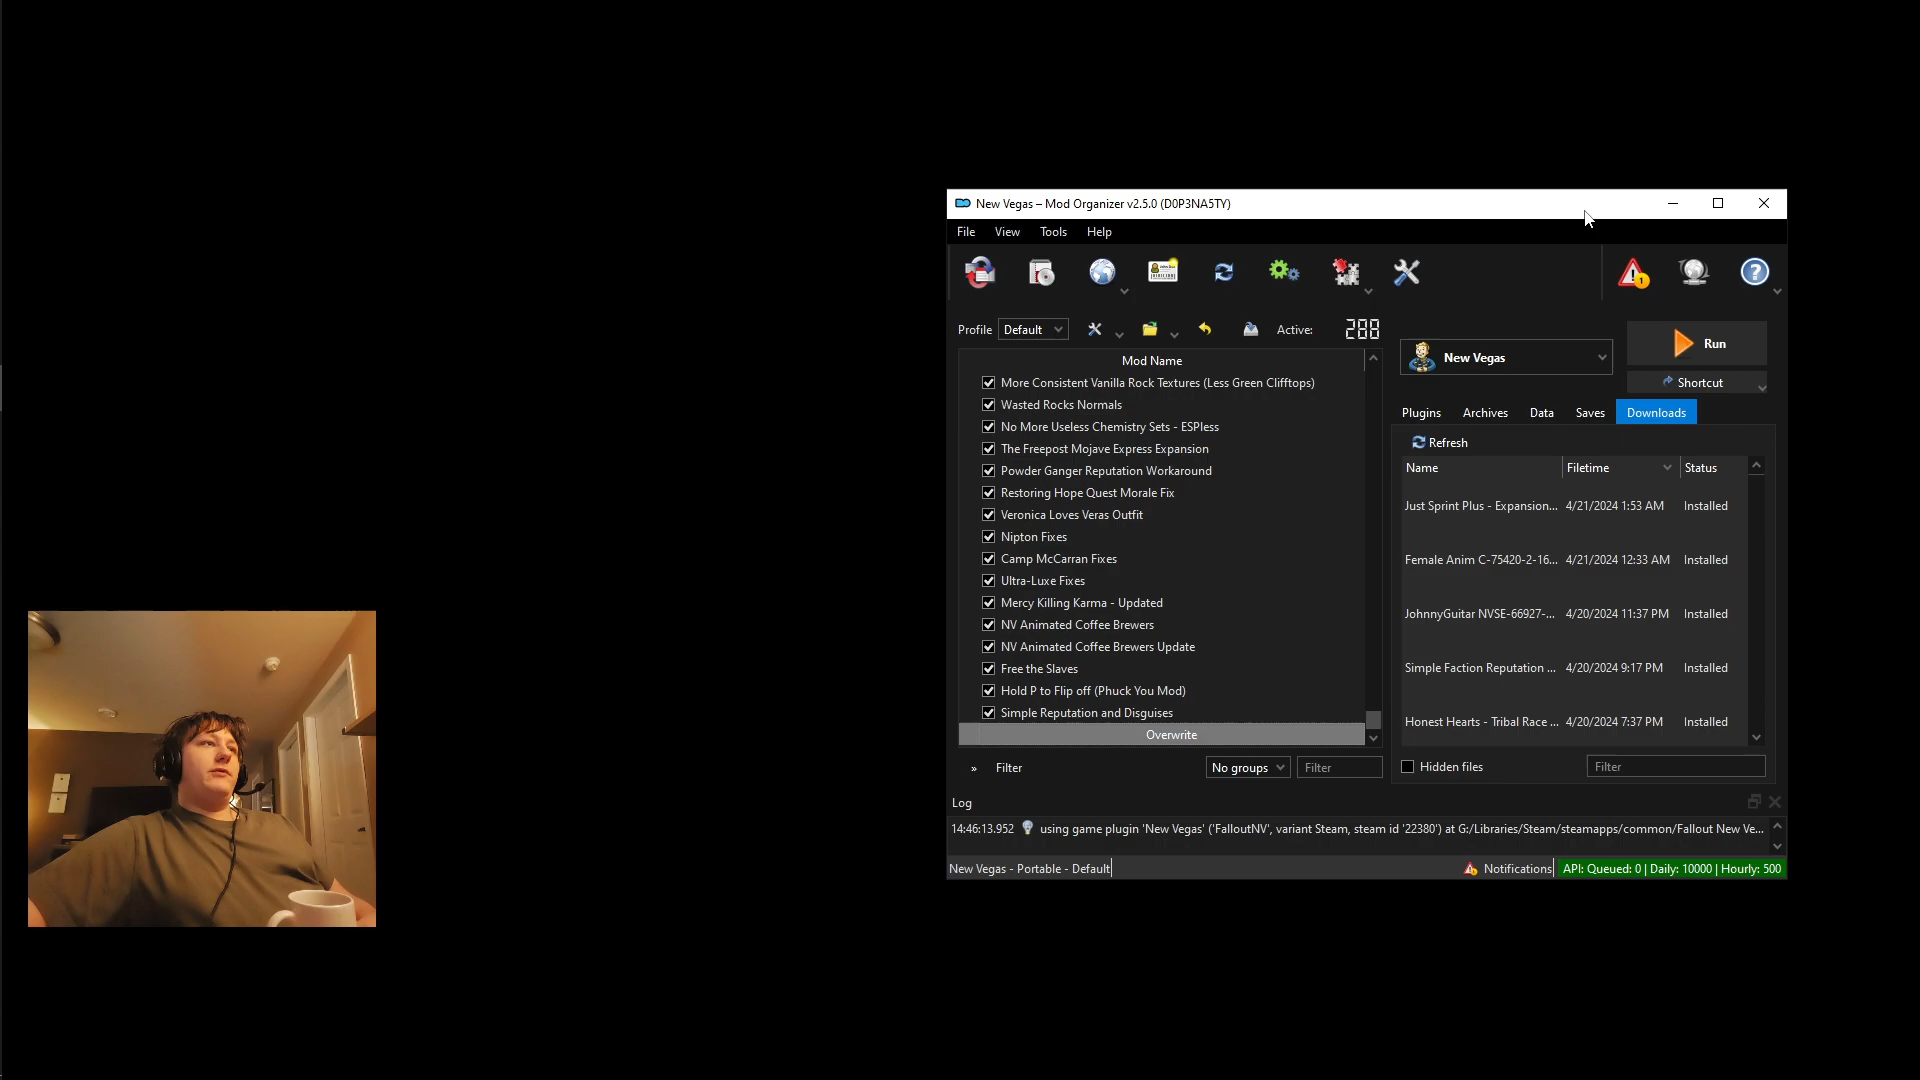 New Vegas – Mod Organizer v2.5.0 (D0P3NA5TY)
File View Tools Help
1
Profile Default Active: 288
Mod Name
More Consistent Vanilla Rock Textures (Less Green Clifftops)
Wasted Rocks Normals
No More Useless Chemistry Sets - ESPless
The Freepost Mojave Express Expansion
Powder Ganger Reputation Workaround
Restoring Hope Quest Morale Fix
Veronica Loves Veras Outfit
Nipton Fixes
Camp McCarran Fixes
Ultra-Luxe Fixes
Mercy Killing Karma - Updated
NV Animated Coffee Brewers
NV Animated Coffee Brewers Update
Free the Slaves
Hold P to Flip off (Phuck You Mod)
Simple Reputation and Disguises
Overwrite
» Filter No groups Filter
New Vegas Run
Shortcut
Plugins Archives Data Saves Downloads
Refresh
Name Filetime Status
Just Sprint Plus - Expansion... 4/21/2024 1:53 AM Installed
Female Anim C-75420-2-16... 4/21/2024 12:33 AM Installed
JohnnyGuitar NVSE-66927-... 4/20/2024 11:37 PM Installed
Simple Faction Reputation ... 4/20/2024 9:17 PM Installed
Honest Hearts - Tribal Race ... 4/20/2024 7:37 PM Installed
Hidden files Filter
Log
14:46:13.952 using game plugin 'New Vegas' ('FalloutNV', variant Steam, steam id '22380') at G:/Libraries/Steam/steamapps/common/Fallout New Ve...
New Vegas - Portable - Default Notifications API: Queued: 0 | Daily: 10000 | Hourly: 500